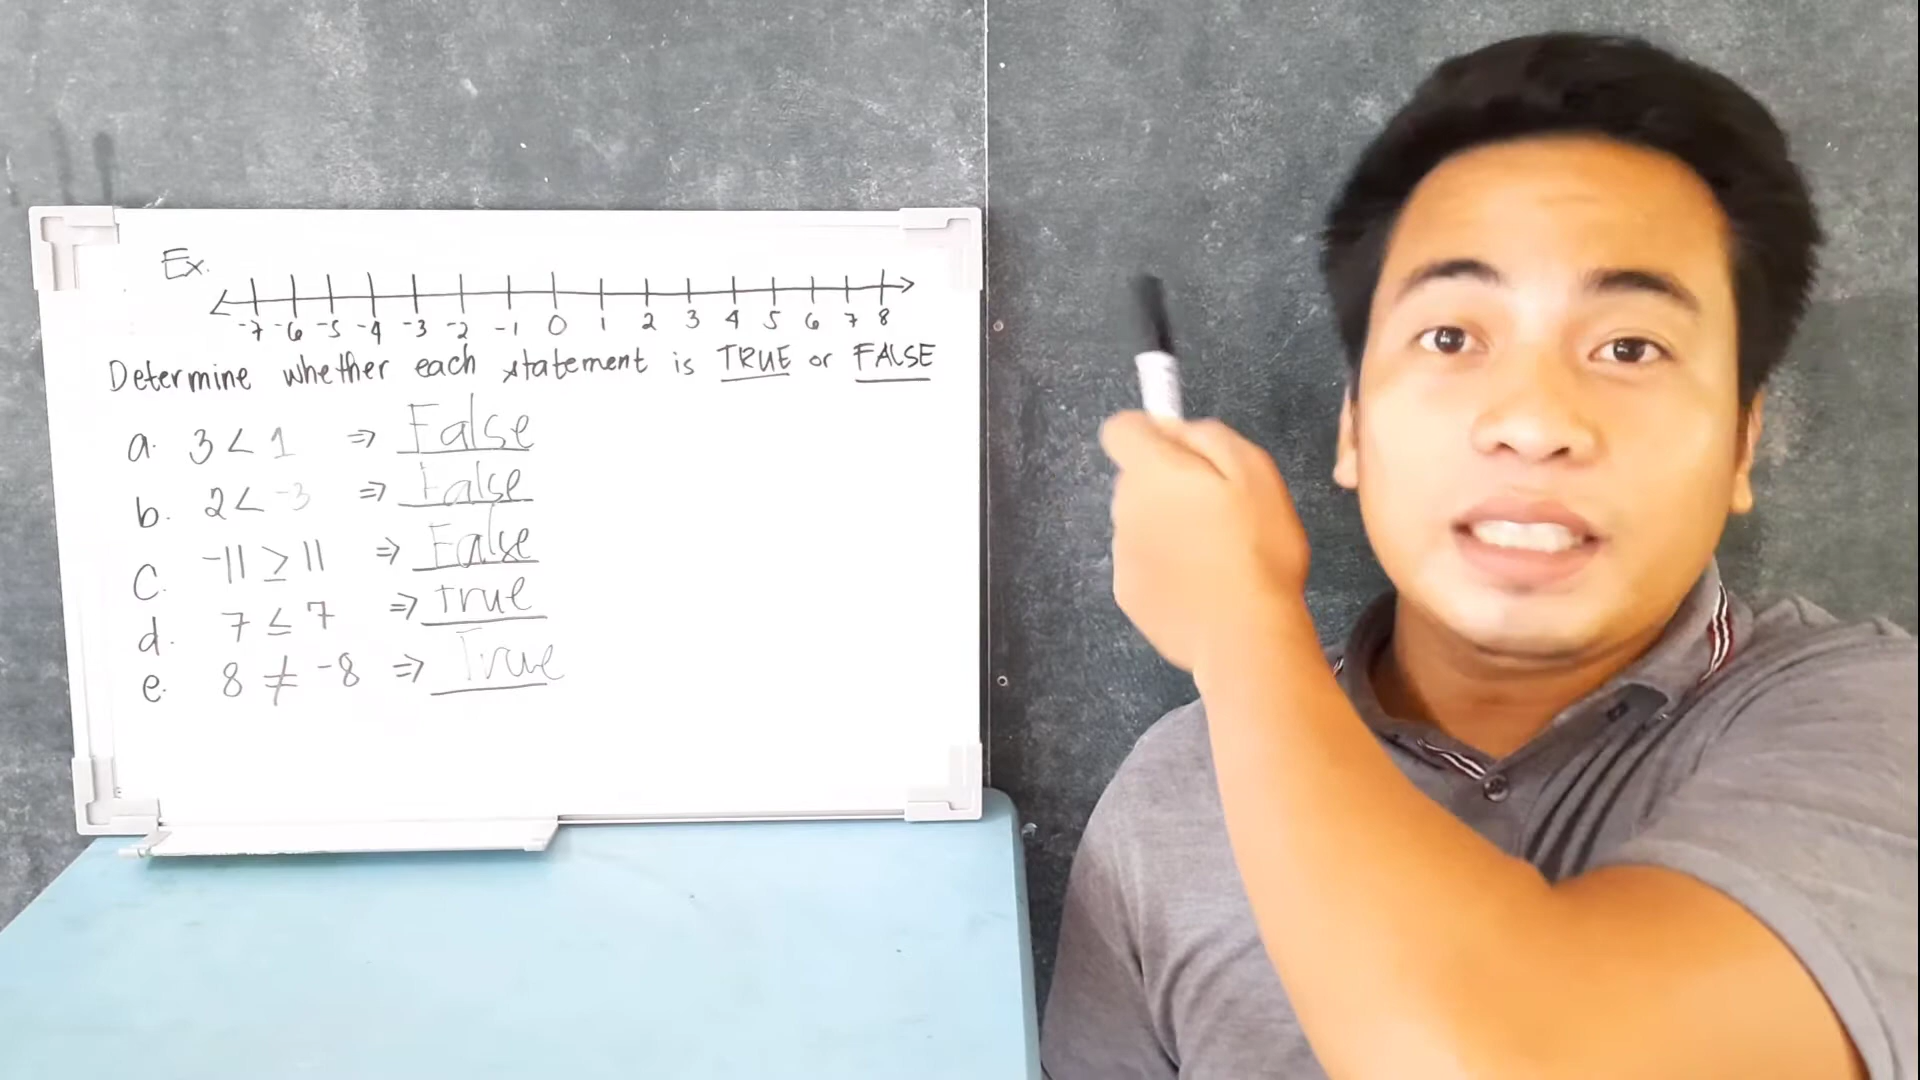 Ex.
-7 -6 -5 -4 -3 -2 -1 0 1 2 3 4 5 6 7 8
Determine whether each statement is TRUE or FALSE
a. 3 < 1 ⇒ False
b. 2 < -3 ⇒ False
C. -11 ≥ 11 ⇒ False
d. 7 ≤ 7 ⇒ true
e. 8 ≠ -8 ⇒ True